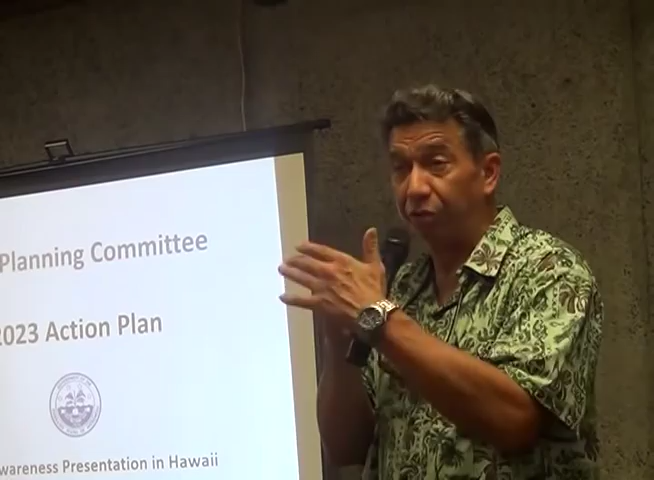 Planning Committee
2023 Action Plan
wareness Presentation in Hawaii